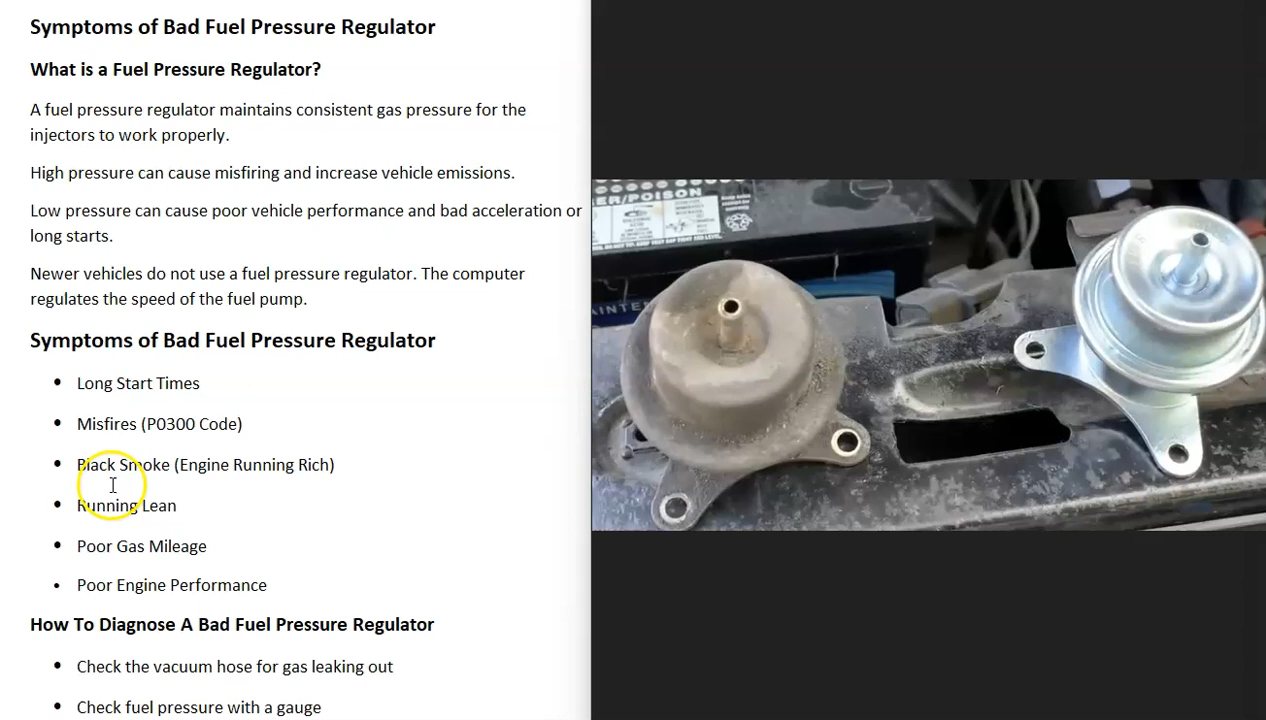 Symptoms of Bad Fuel Pressure Regulator
What is a Fuel Pressure Regulator?
A fuel pressure regulator maintains consistent gas pressure for the
injectors to work properly.
High pressure can cause misfiring and increase vehicle emissions.
Low pressure can cause poor vehicle performance and bad acceleration or
long starts.
Newer vehicles do not use a fuel pressure regulator. The computer
regulates the speed of the fuel pump.
Symptoms of Bad Fuel Pressure Regulator
• Long Start Times
• Misfires (P0300 Code)
• Black Smoke (Engine Running Rich)
• Running Lean
• Poor Gas Mileage
• Poor Engine Performance
How To Diagnose A Bad Fuel Pressure Regulator
• Check the vacuum hose for gas leaking out
• Check fuel pressure with a gauge
ER/POISON
MAINTE